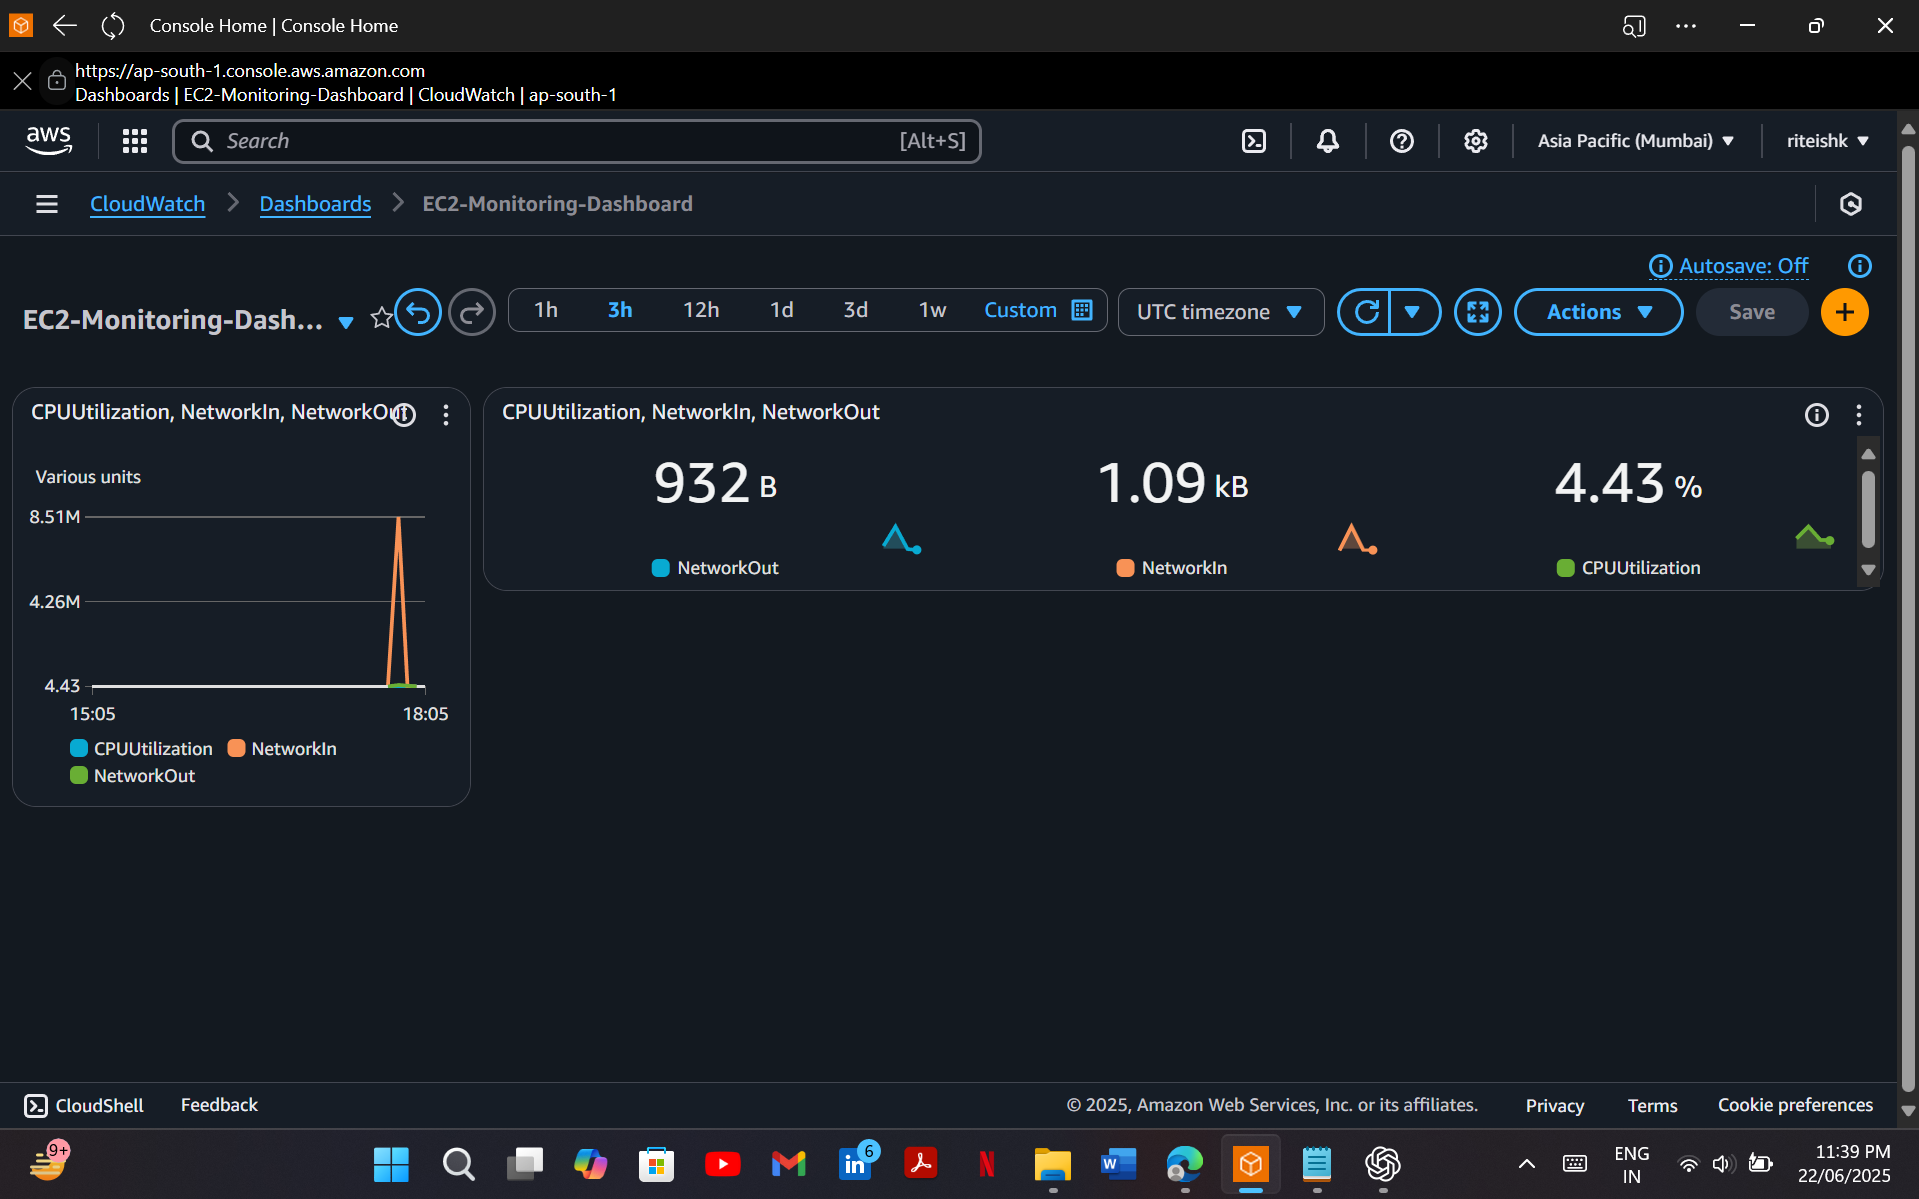 Console Home | Console Home
https://ap-south-1.console.aws.amazon.com
Dashboards | EC2-Monitoring-Dashboard | CloudWatch | ap-south-1
aws
Search [Alt+S]
Asia Pacific (Mumbai)
riteishk
CloudWatch
Dashboards
EC2-Monitoring-Dashboard
Autosave: Off
EC2-Monitoring-Dash...
1h 3h 12h 1d 3d 1w Custom
UTC timezone
Actions
Save
CPUUtilization, NetworkIn, NetworkOut
Various units
8.51M
4.26M
4.43
15:05 18:05
CPUUtilization NetworkIn
NetworkOut
CPUUtilization, NetworkIn, NetworkOut
932 B
NetworkOut
1.09 kB
NetworkIn
4.43 %
CPUUtilization
CloudShell Feedback
© 2025, Amazon Web Services, Inc. or its affiliates. Privacy Terms Cookie preferences
9+
in
6
N
W
ENG
IN
11:39 PM
22/06/2025